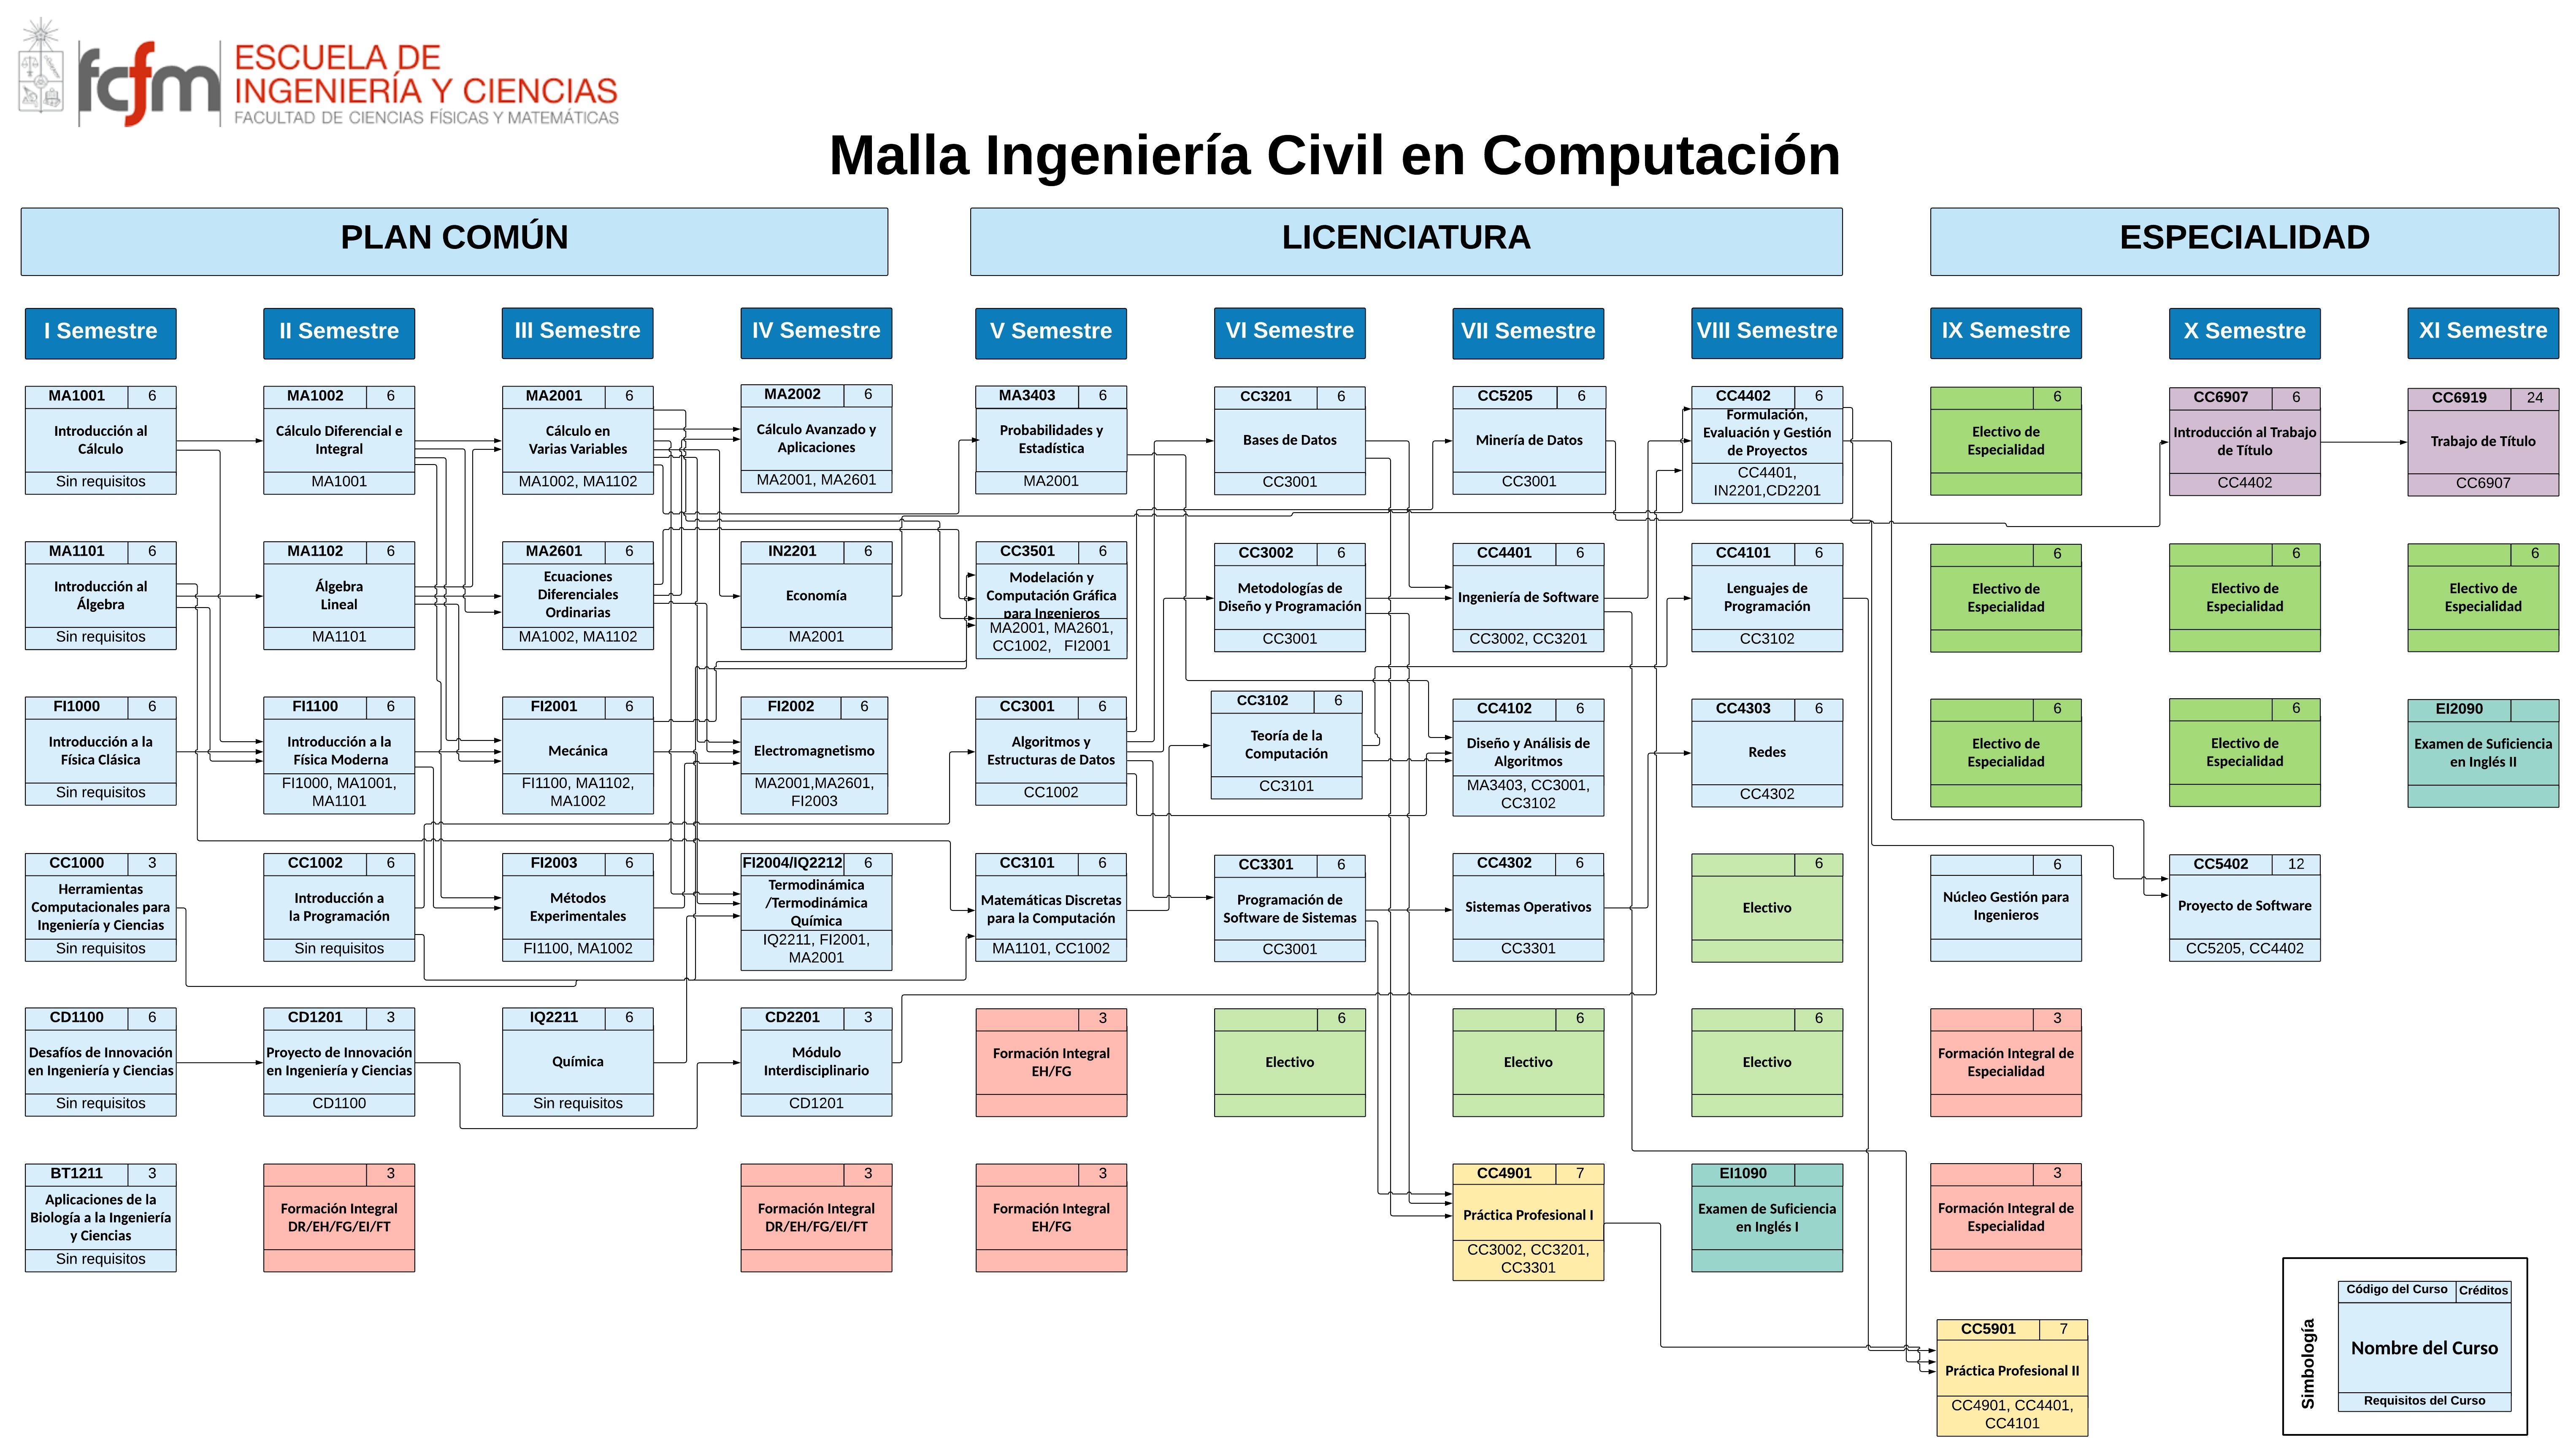 fcfm
ESCUELA DE
INGENIERÍA Y CIENCIAS
FACULTAD DE CIENCIAS FÍSICAS Y MATEMÁTICAS
Malla Ingeniería Civil en Computación
PLAN COMÚN
LICENCIATURA
ESPECIALIDAD
I Semestre
II Semestre
III Semestre
IV Semestre
V Semestre
VI Semestre
VII Semestre
VIII Semestre
IX Semestre
X Semestre
XI Semestre
MA1001 6
Introducción al
Cálculo
Sin requisitos
MA1002 6
Cálculo Diferencial e
Integral
MA1001
MA2001 6
Cálculo en
Varias Variables
MA1002, MA1102
MA2002 6
Cálculo Avanzado y
Aplicaciones
MA2001, MA2601
MA3403 6
Probabilidades y
Estadística
MA2001
CC3201 6
Bases de Datos
CC3001
CC5205 6
Minería de Datos
CC3001
CC4402 6
Formulación,
Evaluación y Gestión
de Proyectos
CC4401,
IN2201,CD2201
6
Electivo de
Especialidad
CC6907 6
Introducción al Trabajo
de Título
CC4402
CC6919 24
Trabajo de Título
CC6907
MA1101 6
Introducción al
Álgebra
Sin requisitos
MA1102 6
Álgebra
Lineal
MA1101
MA2601 6
Ecuaciones
Diferenciales
Ordinarias
MA1002, MA1102
IN2201 6
Economía
MA2001
CC3501 6
Modelación y
Computación Gráfica
para Ingenieros
MA2001, MA2601,
CC1002, FI2001
CC3002 6
Metodologías de
Diseño y Programación
CC3001
CC4401 6
Ingeniería de Software
CC3002, CC3201
CC4101 6
Lenguajes de
Programación
CC3102
6
Electivo de
Especialidad
6
Electivo de
Especialidad
6
Electivo de
Especialidad
FI1000 6
Introducción a la
Física Clásica
Sin requisitos
FI1100 6
Introducción a la
Física Moderna
FI1000, MA1001,
MA1101
FI2001 6
Mecánica
FI1100, MA1102,
MA1002
FI2002 6
Electromagnetismo
MA2001,MA2601,
FI2003
CC3001 6
Algoritmos y
Estructuras de Datos
CC1002
CC3102 6
Teoría de la
Computación
CC3101
CC4102 6
Diseño y Análisis de
Algoritmos
MA3403, CC3001,
CC3102
CC4303 6
Redes
CC4302
6
Electivo de
Especialidad
6
Electivo de
Especialidad
EI2090
Examen de Suficiencia
en Inglés II
CC1000 3
Herramientas
Computacionales para
Ingeniería y Ciencias
Sin requisitos
CC1002 6
Introducción a
la Programación
Sin requisitos
FI2003 6
Métodos
Experimentales
FI1100, MA1002
FI2004/IQ2212 6
Termodinámica
/Termodinámica
Química
IQ2211, FI2001,
MA2001
CC3101 6
Matemáticas Discretas
para la Computación
MA1101, CC1002
CC3301 6
Programación de
Software de Sistemas
CC3001
CC4302 6
Sistemas Operativos
CC3301
6
Electivo
6
Núcleo Gestión para
Ingenieros
CC5402 12
Proyecto de Software
CC5205, CC4402
CD1100 6
Desafíos de Innovación
en Ingeniería y Ciencias
Sin requisitos
CD1201 3
Proyecto de Innovación
en Ingeniería y Ciencias
CD1100
IQ2211 6
Química
Sin requisitos
CD2201 3
Módulo
Interdisciplinario
CD1201
3
Formación Integral
EH/FG
6
Electivo
6
Electivo
6
Electivo
3
Formación Integral de
Especialidad
BT1211 3
Aplicaciones de la
Biología a la Ingeniería
y Ciencias
Sin requisitos
3
Formación Integral
DR/EH/FG/EI/FT
3
Formación Integral
DR/EH/FG/EI/FT
3
Formación Integral
EH/FG
CC4901 7
Práctica Profesional I
CC3002, CC3201,
CC3301
EI1090
Examen de Suficiencia
en Inglés I
3
Formación Integral de
Especialidad
CC5901 7
Práctica Profesional II
CC4901, CC4401,
CC4101
Simbología
Código del Curso Créditos
Nombre del Curso
Requisitos del Curso